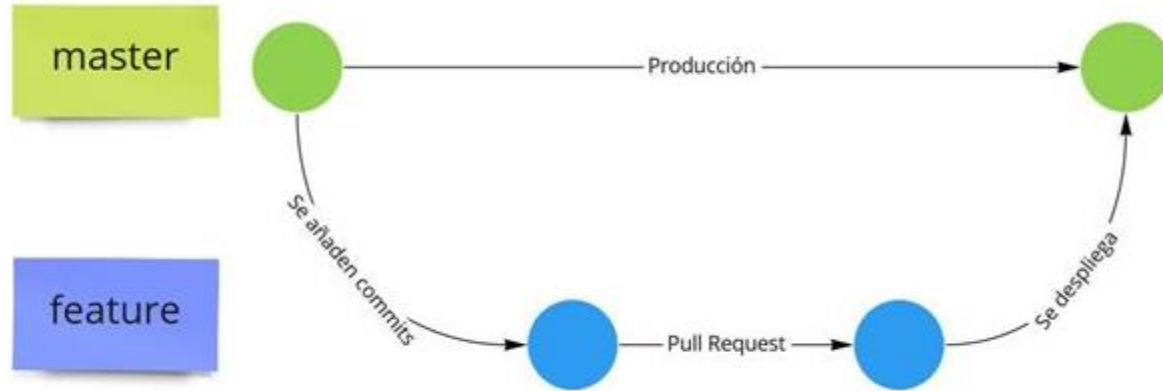 master
Producción
Se añaden commits
Se despliega
feature
Pull Request